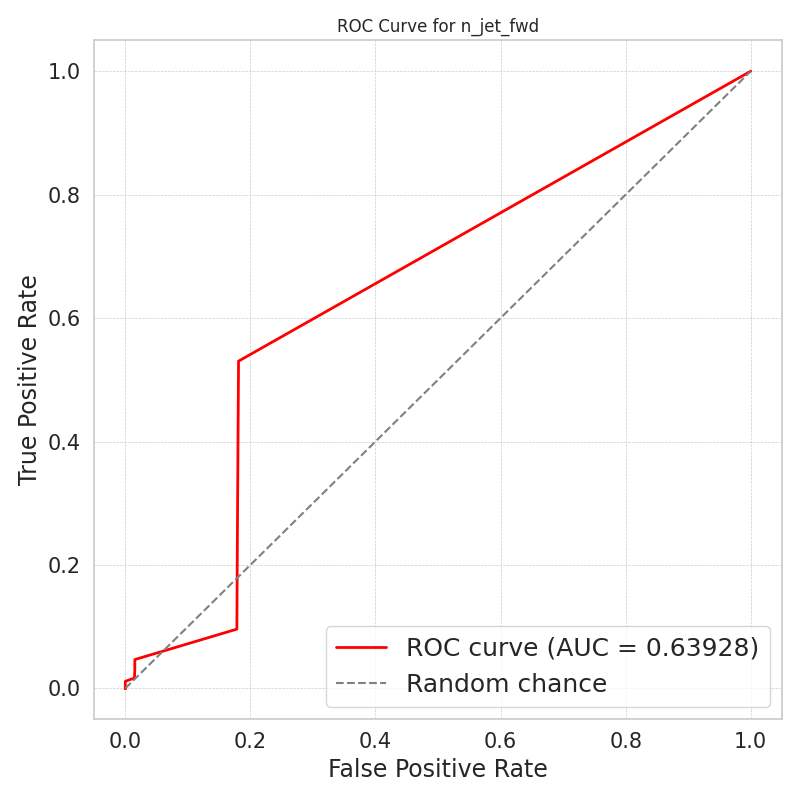 ROC Curve for n_jet_fwd
1.0
0.8
0.6
0.4
0.2
0.0
True Positive Rate
ROC curve (AUC = 0.63928)
Random chance
0.0 0.2 0.4 0.6 0.8 1.0
False Positive Rate